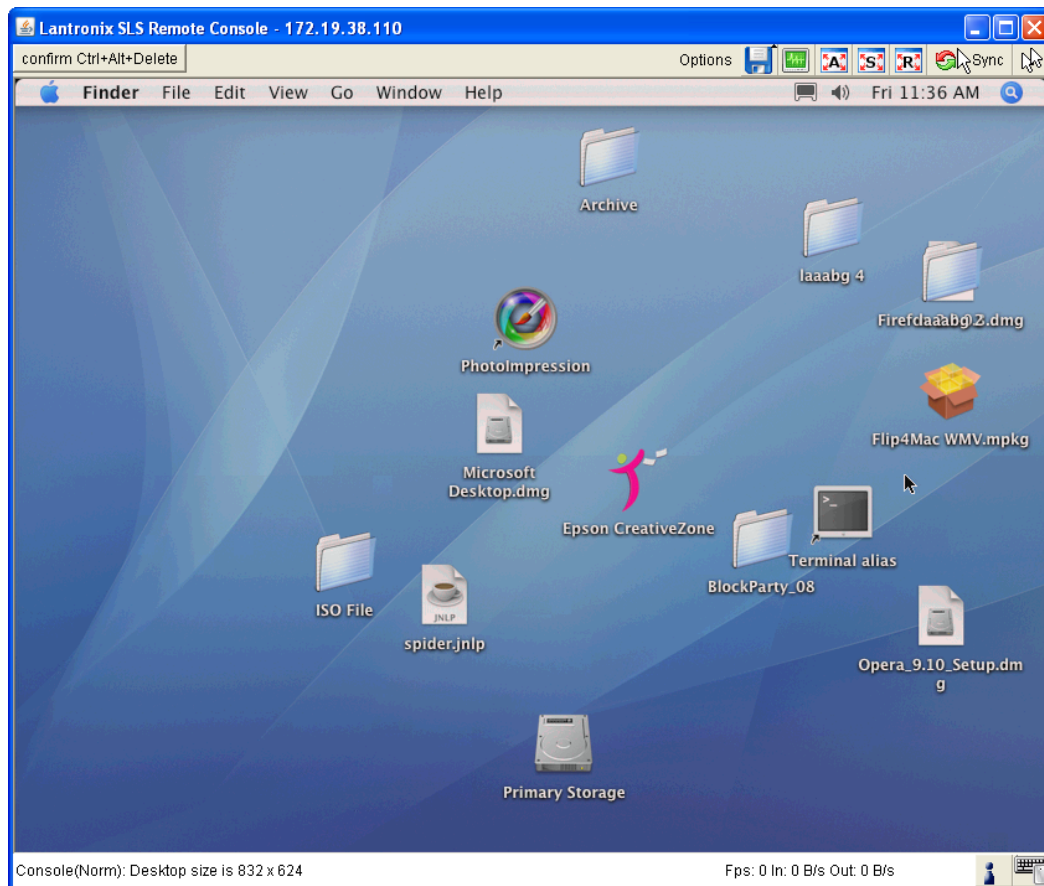 Lantronix SLS Remote Console - 172.19.38.110
confirm Ctrl+Alt+Delete
Options
A
S
R
Sync
Finder File Edit View Go Window Help
Fri 11:36 AM
Archive
laaabg 4
PhotoImpression
Flip4Mac WMV.mpkg
Microsoft
Desktop.dmg
Epson CreativeZone
>_
Terminal alias
BlockParty_08
ISO File
JNLP
spider.jnlp
Opera_9.10_Setup.dm
g
Primary Storage
Console(Norm): Desktop size is 832 x 624
Fps: 0 In: 0 B/s Out: 0 B/s